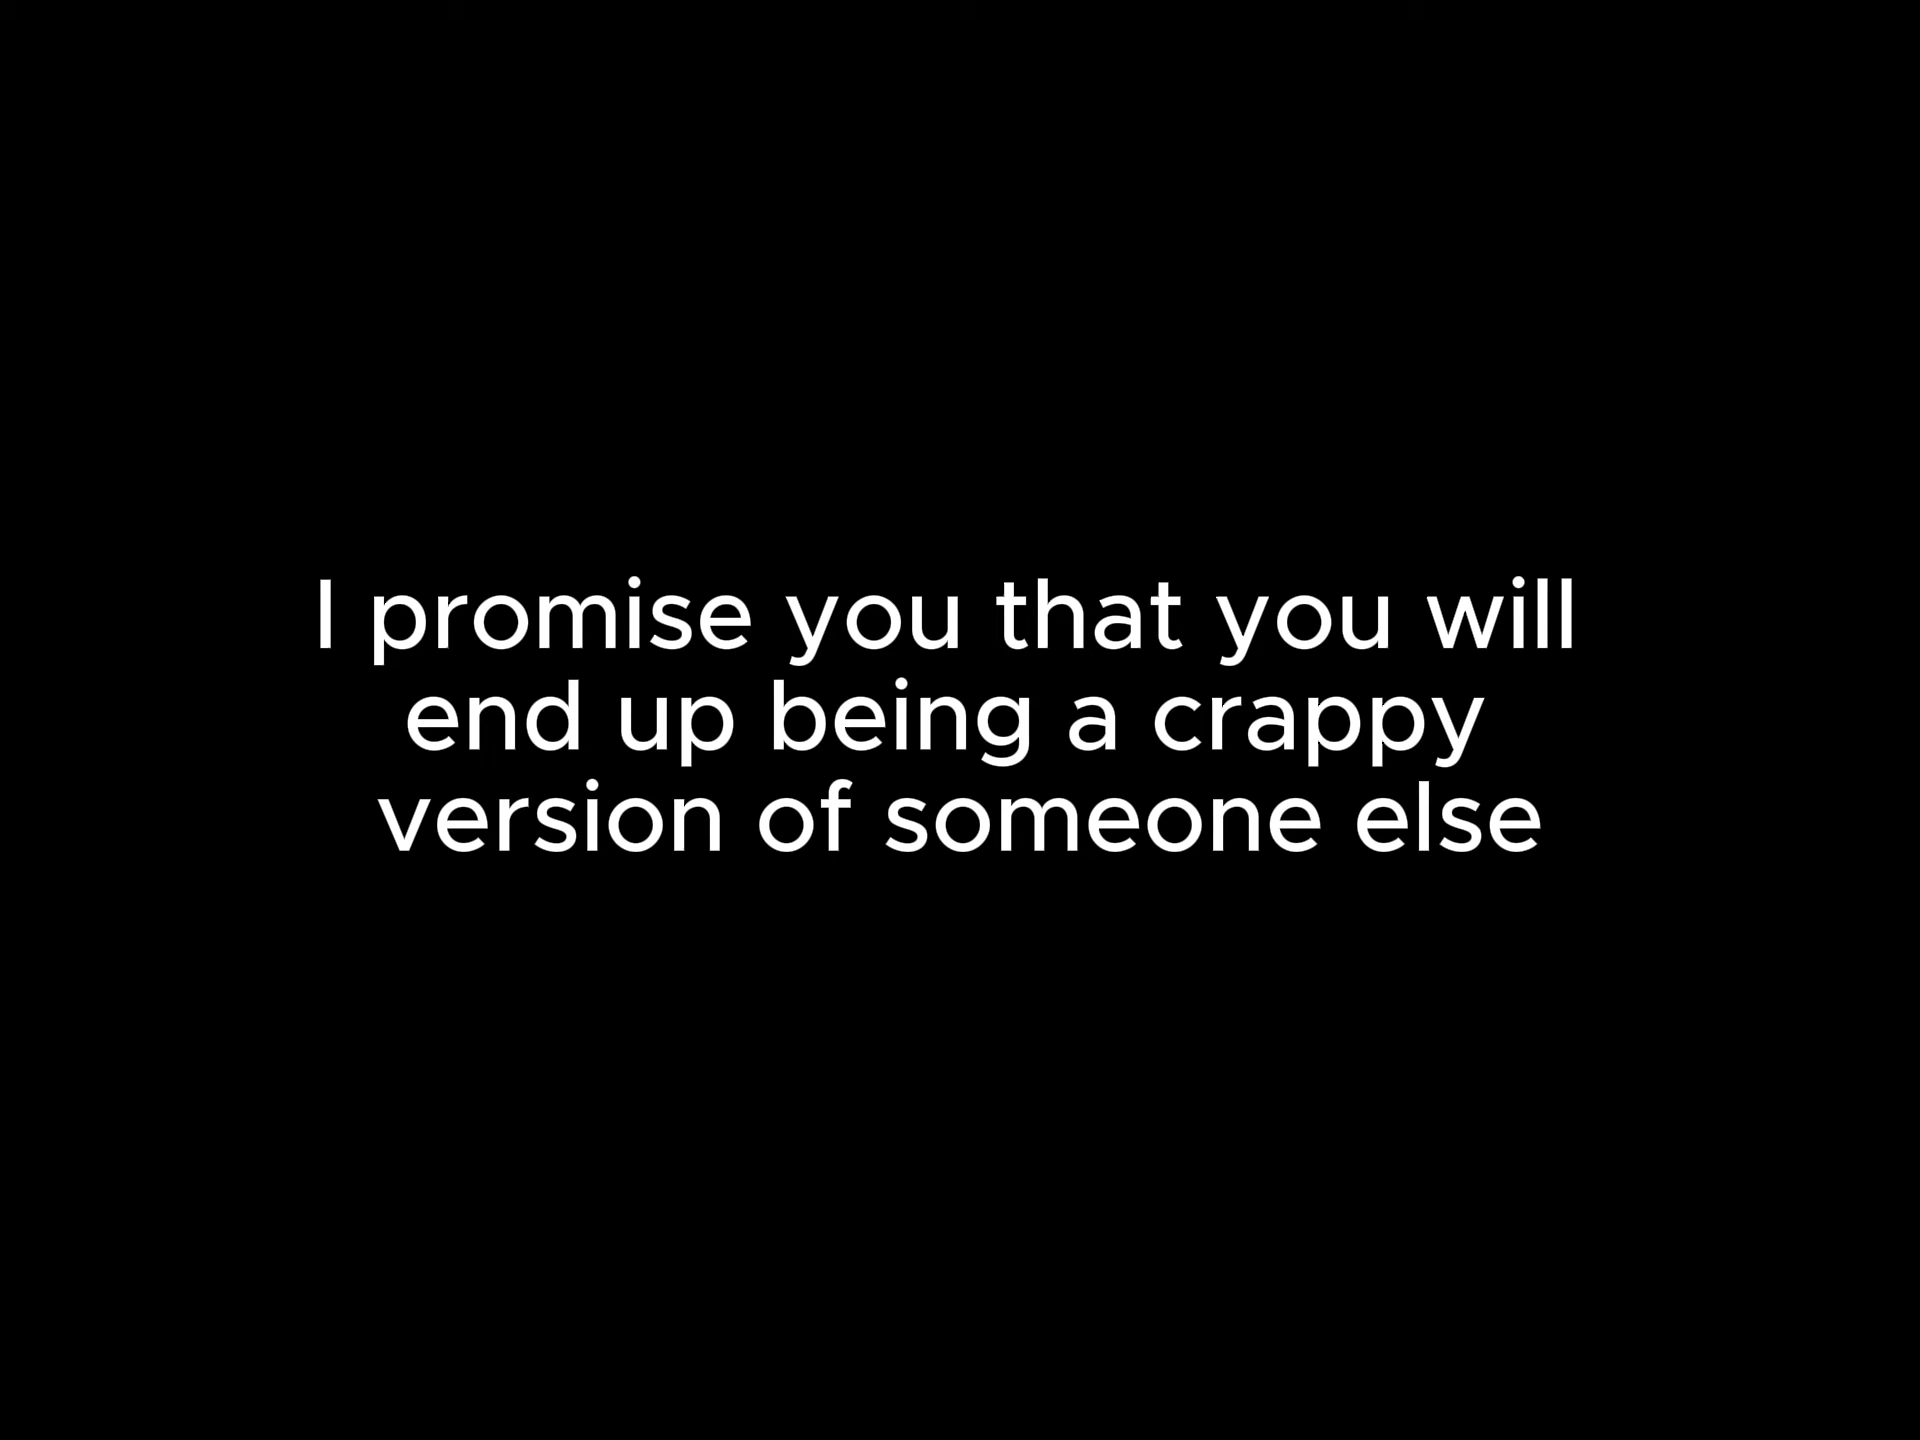 I promise you that you will
end up being a crappy
version of someone else